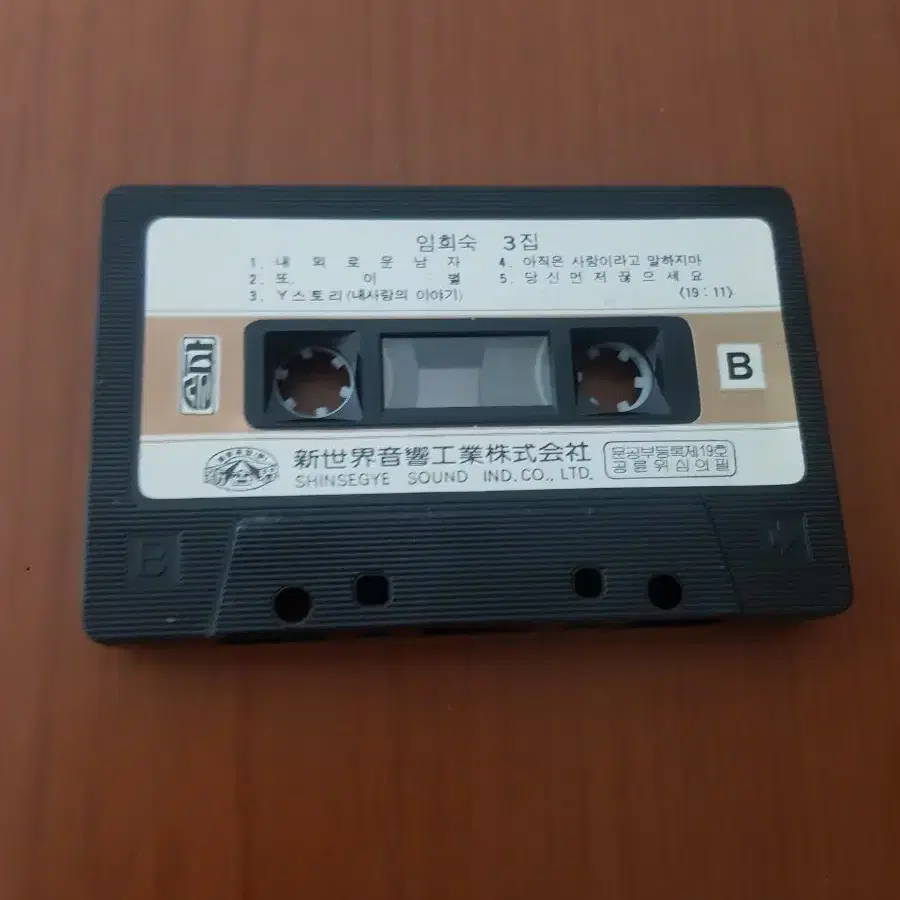 임희숙 3집
1. 내 외 로 운 남 자
2. 또 이 별
3. Y스토리(내사랑의 이야기)
4. 아직은 사랑이라고 말하지마
5. 당신먼저끊으세요
(19:11)
B
新世界音響工業株式会社
SHINSEGYE SOUND IND. CO., LTD.
문공부등록제19호
공륜위심의필
B